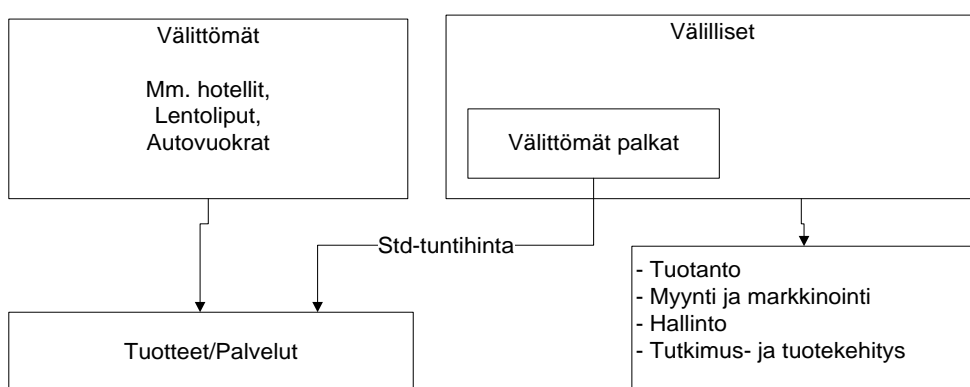 Välittömät
Mm. hotellit,
Lentoliput,
Autovuokrat
Välilliset
Välittömät palkat
Std-tuntihinta
Tuotteet/Palvelut
- Tuotanto
- Myynti ja markkinointi
- Hallinto
- Tutkimus- ja tuotekehitys